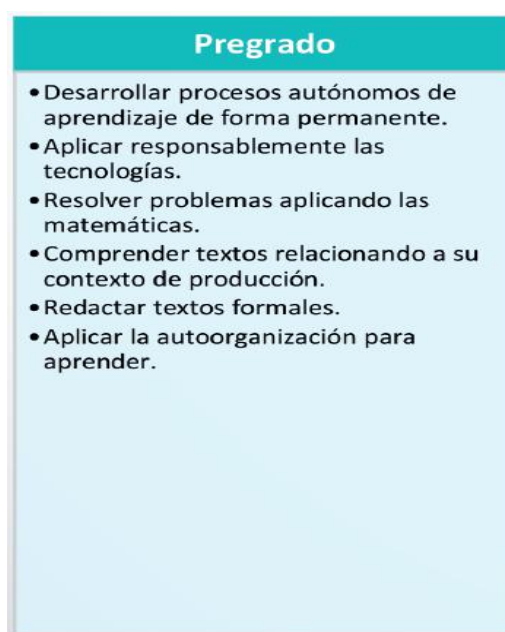 Pregrado
• Desarrollar procesos autónomos de
aprendizaje de forma permanente.
• Aplicar responsablemente las
tecnologías.
• Resolver problemas aplicando las
matemáticas.
• Comprender textos relacionando a su
contexto de producción.
• Redactar textos formales.
• Aplicar la autoorganización para
aprender.